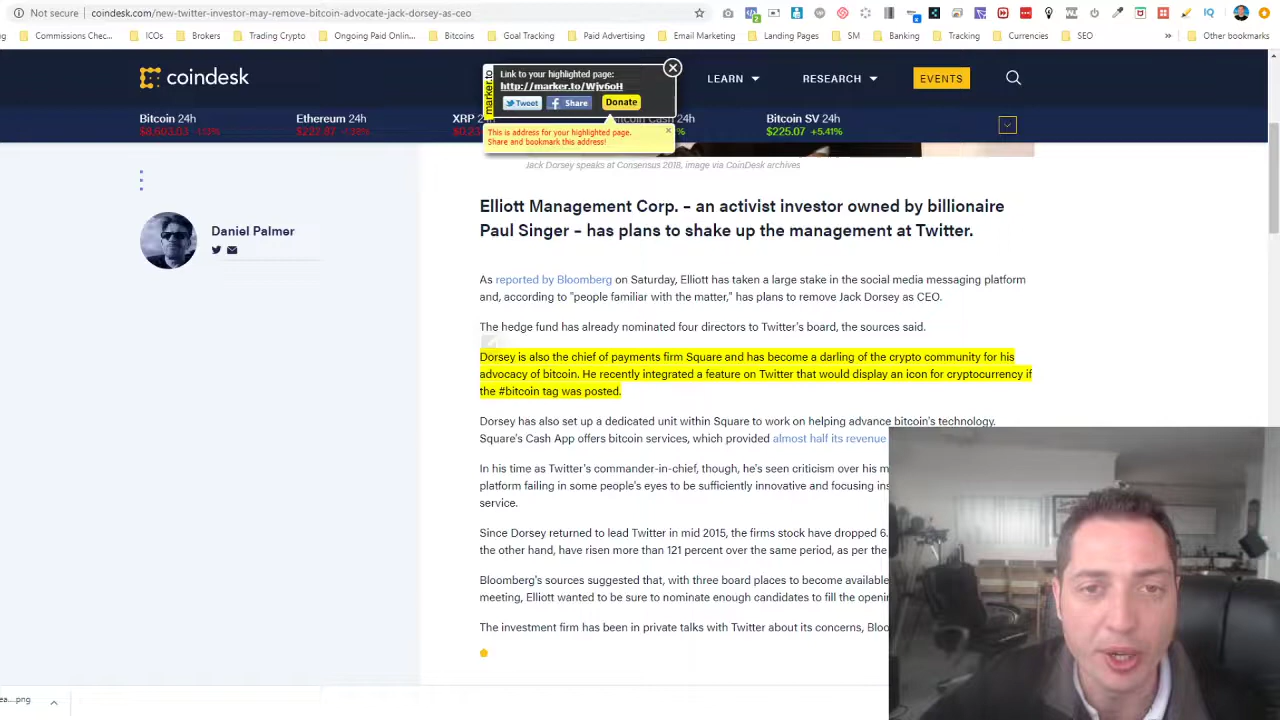 Not secure
coindesk.com/new-twitter-investor-may-remove-bitcoin-advocate-jack-dorsey-as-ceo
Commissions Chec...
ICOs
Brokers
Trading Crypto
Ongoing Paid Onlin...
Bitcoins
Goal Tracking
Paid Advertising
Email Marketing
Landing Pages
SM
Banking
Tracking
Currencies
SEO
Other bookmarks
coindesk
marker.to
Link to your highlighted page:
http://marker.to/Wjv6oH
Tweet
Share
Donate
This is address for your highlighted page.
Share and bookmark this address!
LEARN
RESEARCH
EVENTS
Bitcoin 24h
Ethereum 24h
XRP 24h
Bitcoin Cash 24h
Bitcoin SV 24h
$225.07 +5.41%
Jack Dorsey speaks at Consensus 2018, image via CoinDesk archives
Daniel Palmer
Elliott Management Corp. – an activist investor owned by billionaire
Paul Singer – has plans to shake up the management at Twitter.
As reported by Bloomberg on Saturday, Elliott has taken a large stake in the social media messaging platform
and, according to "people familiar with the matter," has plans to remove Jack Dorsey as CEO.
The hedge fund has already nominated four directors to Twitter's board, the sources said.
Dorsey is also the chief of payments firm Square and has become a darling of the crypto community for his
advocacy of bitcoin. He recently integrated a feature on Twitter that would display an icon for cryptocurrency if
the #bitcoin tag was posted.
Dorsey has also set up a dedicated unit within Square to work on helping advance bitcoin's technology.
Square's Cash App offers bitcoin services, which provided almost half its revenue
In his time as Twitter's commander-in-chief, though, he's seen criticism over his
platform failing in some people's eyes to be sufficiently innovative and focusing
service.
Since Dorsey returned to lead Twitter in mid 2015, the firms stock have dropped 6.
the other hand, have risen more than 121 percent over the same period, as per the
Bloomberg's sources suggested that, with three board places to become available
meeting, Elliott wanted to be sure to nominate enough candidates to fill the
The investment firm has been in private talks with Twitter about its concerns,